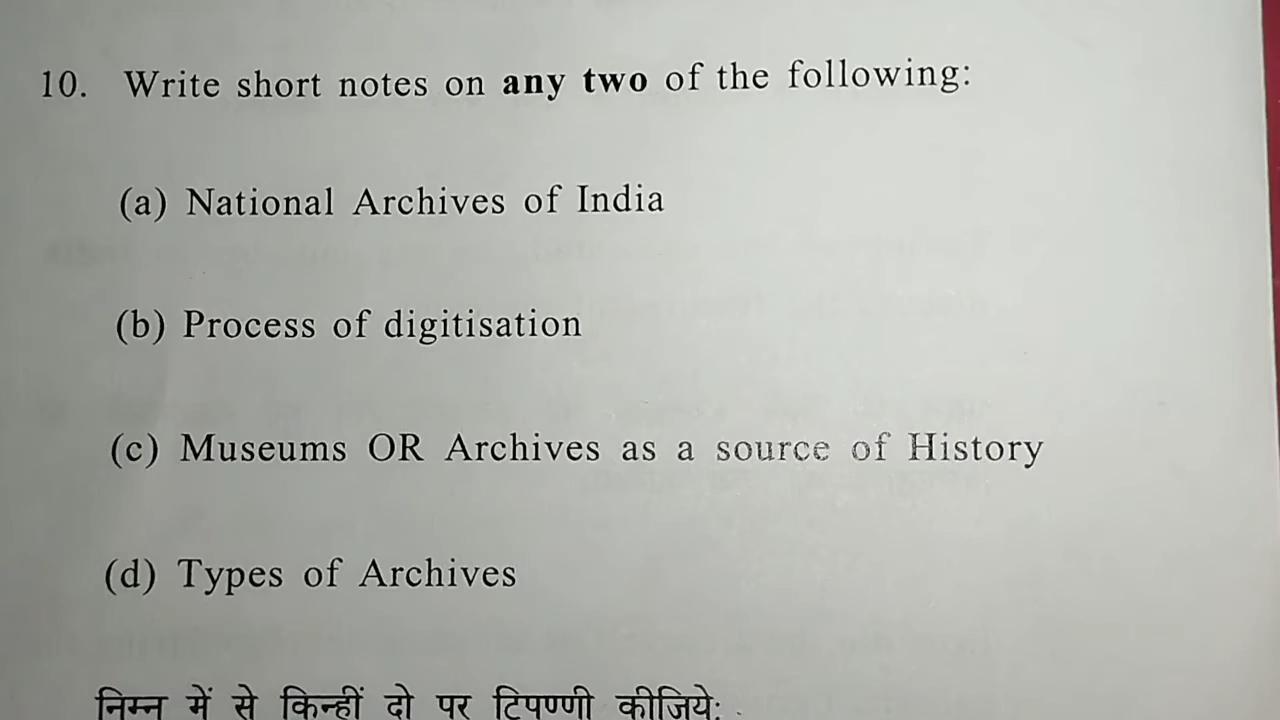 10. Write short notes on any two of the following:
(a) National Archives of India
(b) Process of digitisation
(c) Museums OR Archives as a source of History
(d) Types of Archives
निम्न में से किन्हीं दो पर टिपण्णी कीजिये: